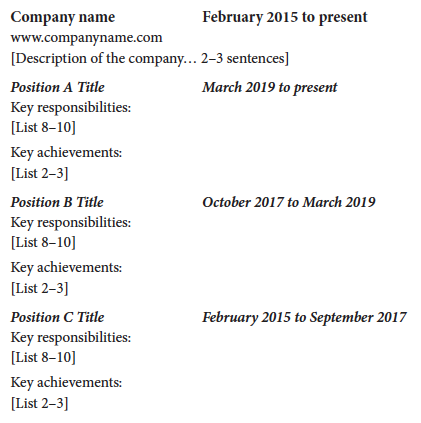 Company name February 2015 to present
www.companyname.com
[Description of the company… 2–3 sentences]
Position A Title March 2019 to present
Key responsibilities:
[List 8–10]
Key achievements:
[List 2–3]
Position B Title October 2017 to March 2019
Key responsibilities:
[List 8–10]
Key achievements:
[List 2–3]
Position C Title February 2015 to September 2017
Key responsibilities:
[List 8–10]
Key achievements:
[List 2–3]